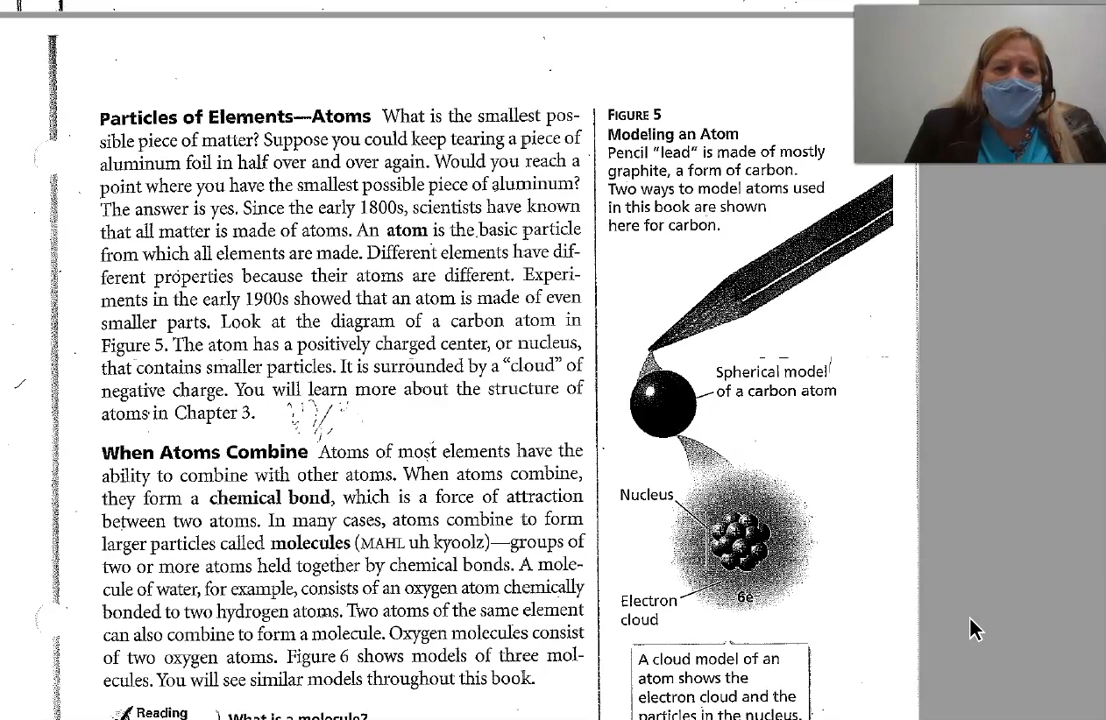 Particles of Elements—Atoms What is the smallest pos-
sible piece of matter? Suppose you could keep tearing a piece of
aluminum foil in half over and over again. Would you reach a
point where you have the smallest possible piece of aluminum?
The answer is yes. Since the early 1800s, scientists have known
that all matter is made of atoms. An atom is the basic particle
from which all elements are made. Different elements have dif-
ferent properties because their atoms are different. Experi-
ments in the early 1900s showed that an atom is made of even
smaller parts. Look at the diagram of a carbon atom in
Figure 5. The atom has a positively charged center, or nucleus,
that contains smaller particles. It is surrounded by a “cloud” of
negative charge. You will learn more about the structure of
atoms in Chapter 3.
When Atoms Combine Atoms of most elements have the
ability to combine with other atoms. When atoms combine,
they form a chemical bond, which is a force of attraction
between two atoms. In many cases, atoms combine to form
larger particles called molecules (MAHL uh kyoolz)—groups of
two or more atoms held together by chemical bonds. A mole-
cule of water, for example, consists of an oxygen atom chemically
bonded to two hydrogen atoms. Two atoms of the same element
can also combine to form a molecule. Oxygen molecules consist
of two oxygen atoms. Figure 6 shows models of three mol-
ecules. You will see similar models throughout this book.
Reading
What is a molecule?
FIGURE 5
Modeling an Atom
Pencil "lead" is made of mostly
graphite, a form of carbon.
Two ways to model atoms used
in this book are shown
here for carbon.
Spherical model
of a carbon atom
Nucleus
Electron
cloud
6e
A cloud model of an
atom shows the
electron cloud and the
particles in the nucleus.